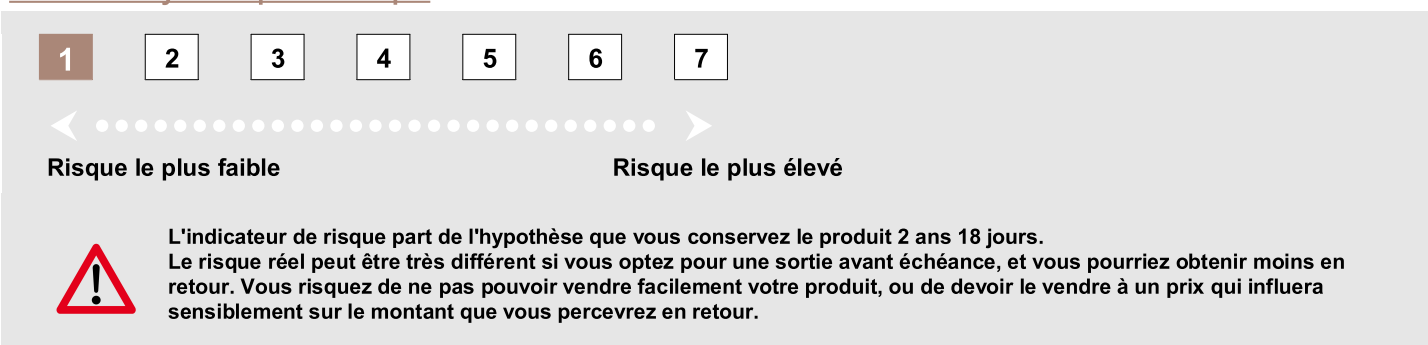 1 2 3 4 5 6 7
Risque le plus faible Risque le plus élevé
L'indicateur de risque part de l'hypothèse que vous conservez le produit 2 ans 18 jours.
Le risque réel peut être très différent si vous optez pour une sortie avant échéance, et vous pourriez obtenir moins en
retour. Vous risquez de ne pas pouvoir vendre facilement votre produit, ou de devoir le vendre à un prix qui influera
sensiblement sur le montant que vous percevrez en retour.